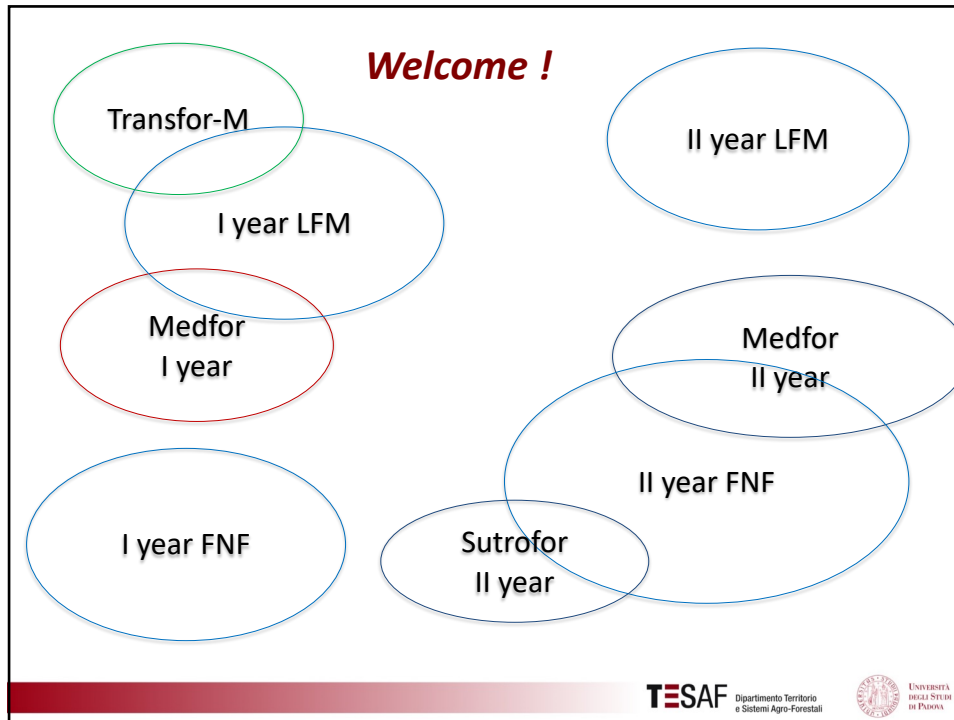 Welcome !
Transfor-M
II year LFM
I year LFM
Medfor
I year
Medfor
II year
II year FNF
I year FNF
Sutrofor
II year
TESAF Dipartimento Territorio
e Sistemi Agro-Forestali
UNIVERSITÀ
DEGLI STUDI
DI PADOVA